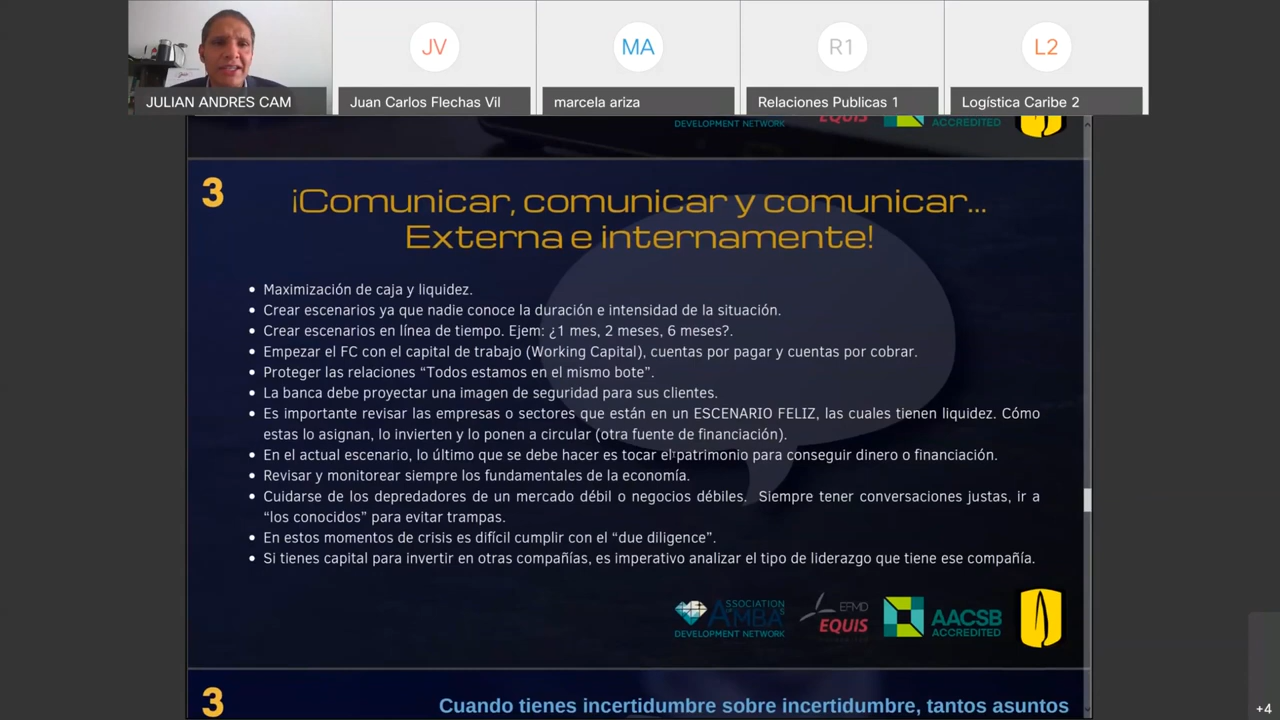 JV
MA
R1
L2
JULIAN ANDRES CAM
Juan Carlos Flechas Vil
marcela ariza
Relaciones Publicas 1
Logística Caribe 2
DEVELOPMENT NETWORK
EQUIS
ACCREDITED
3
¡Comunicar, comunicar y comunicar...
Externa e internamente!
• Maximización de caja y liquidez.
• Crear escenarios ya que nadie conoce la duración e intensidad de la situación.
• Crear escenarios en línea de tiempo. Ejem: ¿1 mes, 2 meses, 6 meses?.
• Empezar el FC con el capital de trabajo (Working Capital), cuentas por pagar y cuentas por cobrar.
• Proteger las relaciones “Todos estamos en el mismo bote”.
• La banca debe proyectar una imagen de seguridad para sus clientes.
• Es importante revisar las empresas o sectores que están en un ESCENARIO FELIZ, las cuales tienen liquidez. Cómo
estas lo asignan, lo invierten y lo ponen a circular (otra fuente de financiación).
• En el actual escenario, lo último que se debe hacer es tocar el patrimonio para conseguir dinero o financiación.
• Revisar y monitorear siempre los fundamentales de la economía.
• Cuidarse de los depredadores de un mercado débil o negocios débiles. Siempre tener conversaciones justas, ir a
“los conocidos” para evitar trampas.
• En estos momentos de crisis es difícil cumplir con el “due diligence”.
• Si tienes capital para invertir en otras compañías, es imperativo analizar el tipo de liderazgo que tiene ese compañía.
SSOCIATION
AMBA'S
DEVELOPMENT NETWORK
EFMD
EQUIS
AACSB
ACCREDITED
3
Cuando tienes incertidumbre sobre incertidumbre, tantos asuntos
+4